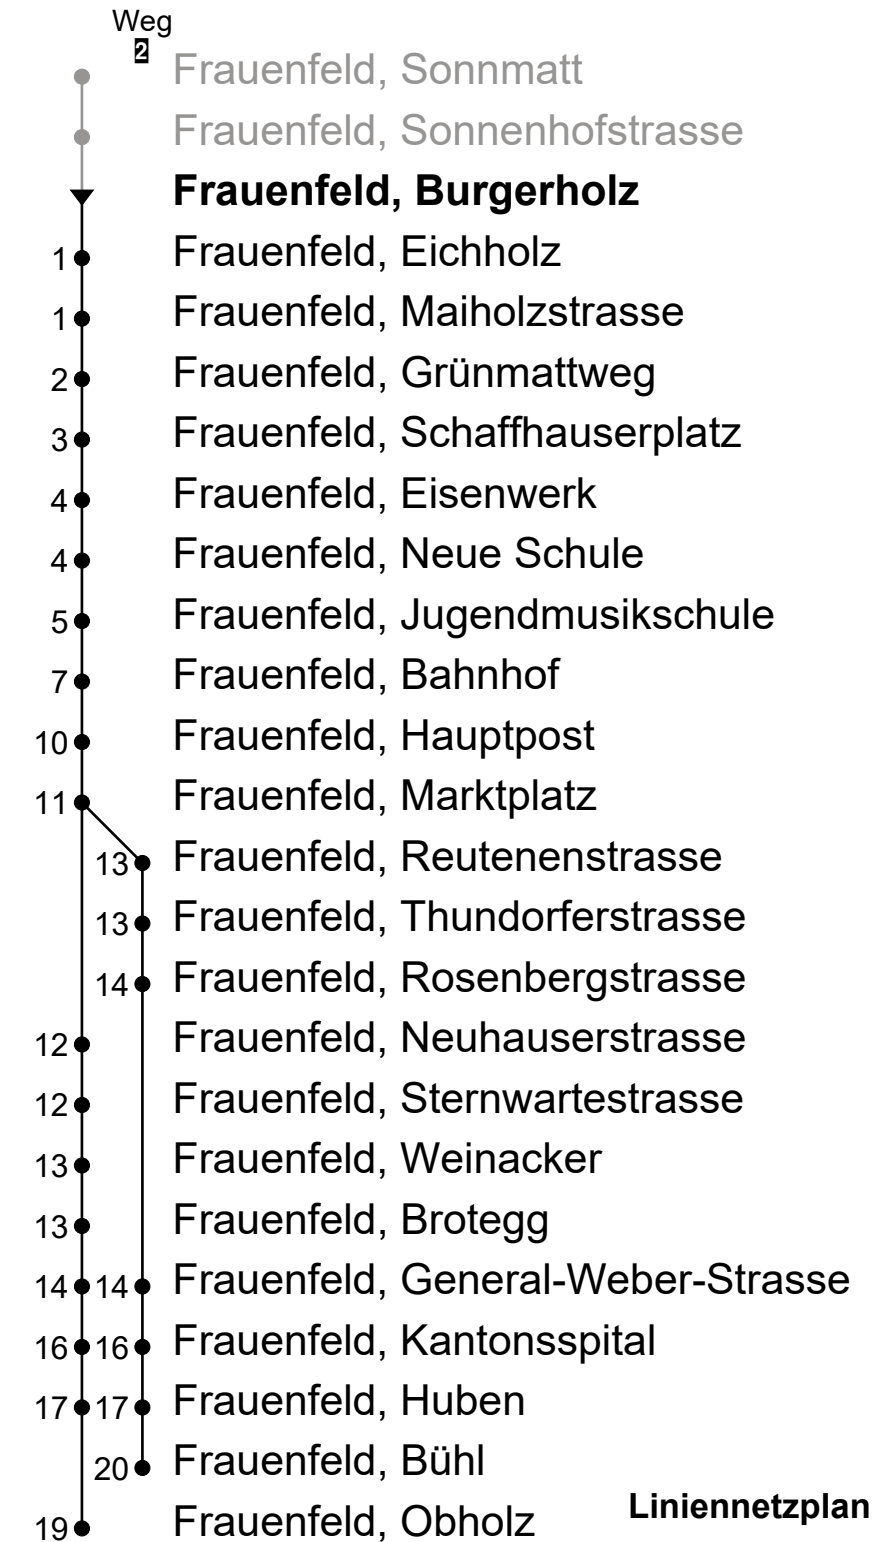 Weg
2
Frauenfeld, Sonnmatt
Frauenfeld, Sonnenhofstrasse
Frauenfeld, Burgerholz
1 Frauenfeld, Eichholz
1 Frauenfeld, Maiholzstrasse
2 Frauenfeld, Grünmattweg
3 Frauenfeld, Schaffhauserplatz
4 Frauenfeld, Eisenwerk
4 Frauenfeld, Neue Schule
5 Frauenfeld, Jugendmusikschule
7 Frauenfeld, Bahnhof
10 Frauenfeld, Hauptpost
11 Frauenfeld, Marktplatz
13 Frauenfeld, Reutenenstrasse
13 Frauenfeld, Thundorferstrasse
14 Frauenfeld, Rosenbergstrasse
12 Frauenfeld, Neuhauserstrasse
12 Frauenfeld, Sternwartestrasse
13 Frauenfeld, Weinacker
13 Frauenfeld, Brotegg
14 14 Frauenfeld, General-Weber-Strasse
16 16 Frauenfeld, Kantonsspital
17 17 Frauenfeld, Huben
20 Frauenfeld, Bühl
19 Frauenfeld, Obholz
Liniennetzplan